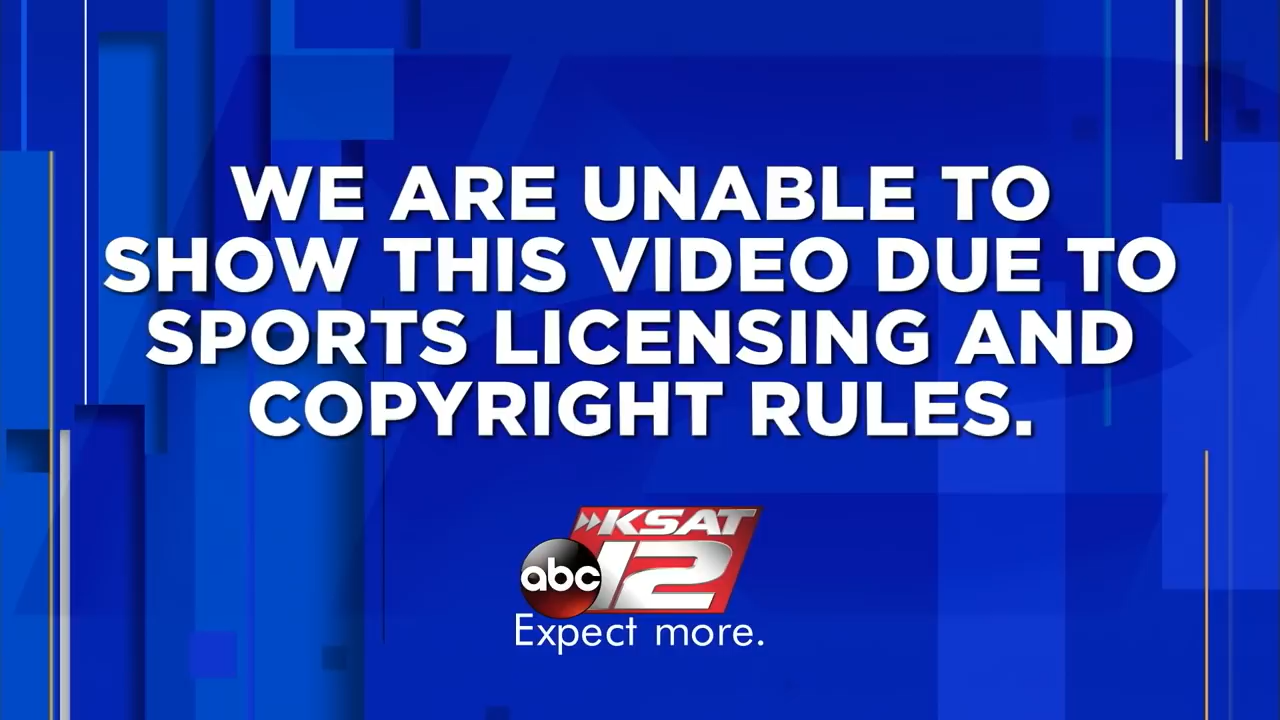 WE ARE UNABLE TO
SHOW THIS VIDEO DUE TO
SPORTS LICENSING AND
COPYRIGHT RULES.
KSAT
abc 12
Expect more.